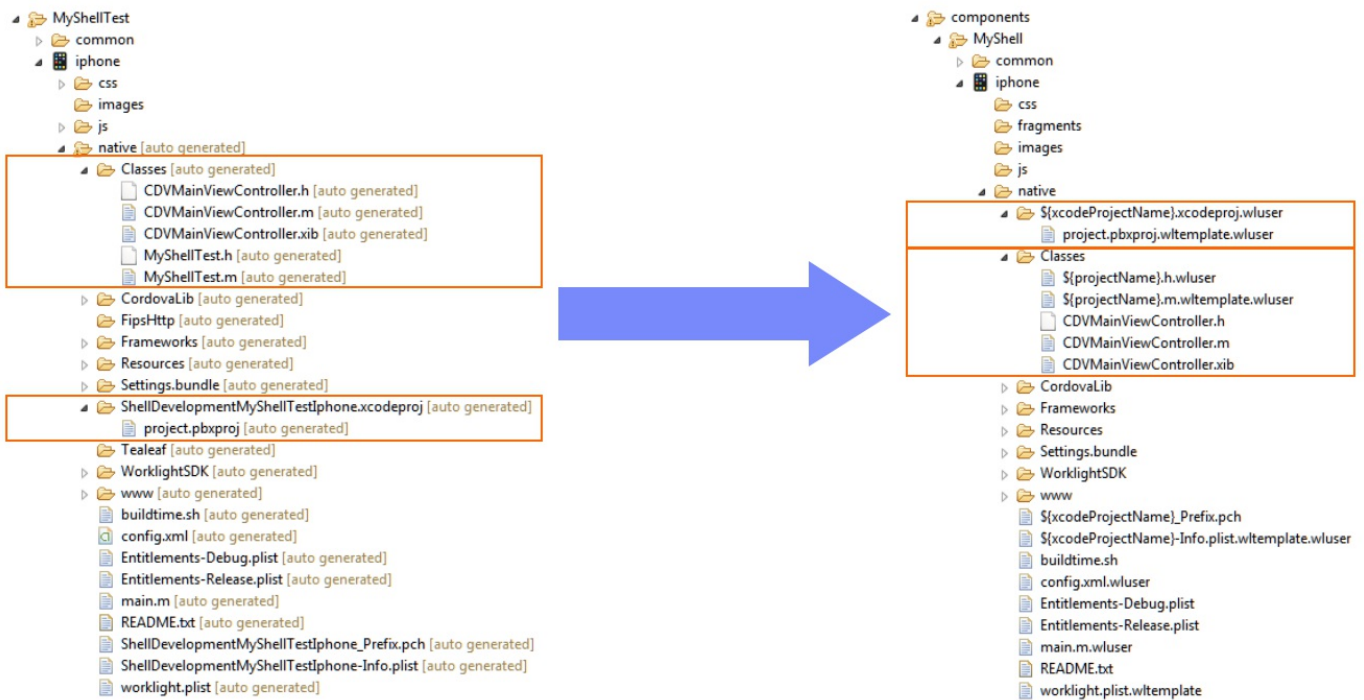 MyShellTest
common
iphone
css
images
js
native [auto generated]
Classes [auto generated]
CDVMainViewController.h [auto generated]
CDVMainViewController.m [auto generated]
CDVMainViewController.xib [auto generated]
MyShellTest.h [auto generated]
MyShellTest.m [auto generated]
CordovaLib [auto generated]
FipsHttp [auto generated]
Frameworks [auto generated]
Resources [auto generated]
Settings.bundle [auto generated]
ShellDevelopmentMyShellTestIphone.xcodeproj [auto generated]
project.pbxproj [auto generated]
Tealeaf [auto generated]
WorklightSDK [auto generated]
www [auto generated]
buildtime.sh [auto generated]
config.xml [auto generated]
Entitlements-Debug.plist [auto generated]
Entitlements-Release.plist [auto generated]
main.m [auto generated]
README.txt [auto generated]
ShellDevelopmentMyShellTestIphone_Prefix.pch [auto generated]
ShellDevelopmentMyShellTestIphone-Info.plist [auto generated]
worklight.plist [auto generated]
components
MyShell
common
iphone
css
fragments
images
js
native
${xcodeProjectName}.xcodeproj.wluser
project.pbxproj.wltemplate.wluser
Classes
${projectName}.h.wluser
${projectName}.m.wltemplate.wluser
CDVMainViewController.h
CDVMainViewController.m
CDVMainViewController.xib
CordovaLib
Frameworks
Resources
Settings.bundle
WorklightSDK
www
${xcodeProjectName}_Prefix.pch
${xcodeProjectName}-Info.plist.wltemplate.wluser
buildtime.sh
config.xml.wluser
Entitlements-Debug.plist
Entitlements-Release.plist
main.m.wluser
README.txt
worklight.plist.wltemplate